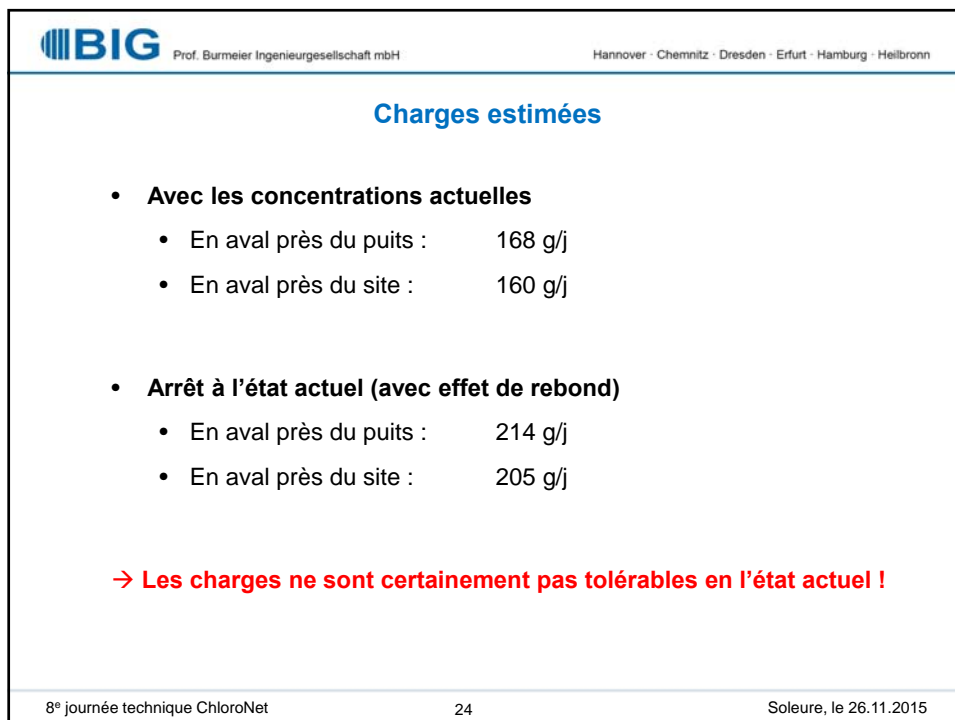 BIG Prof. Burmeier Ingenieurgesellschaft mbH Hannover · Chemnitz · Dresden · Erfurt · Hamburg · Heilbronn
Charges estimées
• Avec les concentrations actuelles
• En aval près du puits : 168 g/j
• En aval près du site : 160 g/j
• Arrêt à l’état actuel (avec effet de rebond)
• En aval près du puits : 214 g/j
• En aval près du site : 205 g/j
→ Les charges ne sont certainement pas tolérables en l’état actuel !
8e journée technique ChloroNet 24 Soleure, le 26.11.2015